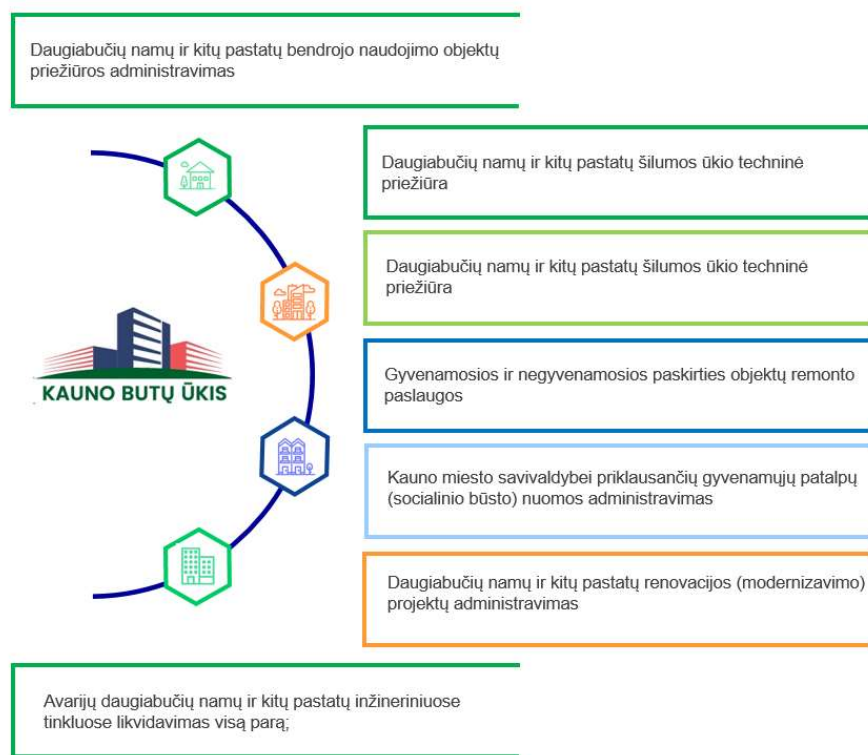 Daugiabučių namų ir kitų pastatų bendrojo naudojimo objektų
priežiūros administravimas
Daugiabučių namų ir kitų pastatų šilumos ūkio techninė
priežiūra
Daugiabučių namų ir kitų pastatų šilumos ūkio techninė
priežiūra
KAUNO BUTŲ ŪKIS
Gyvenamosios ir negyvenamosios paskirties objektų remonto
paslaugos
Kauno miesto savivaldybei priklausančių gyvenamųjų patalpų
(socialinio būsto) nuomos administravimas
Daugiabučių namų ir kitų pastatų renovacijos (modernizavimo)
projektų administravimas
Avarijų daugiabučių namų ir kitų pastatų inžineriniuose
tinkluose likvidavimas visą parą;